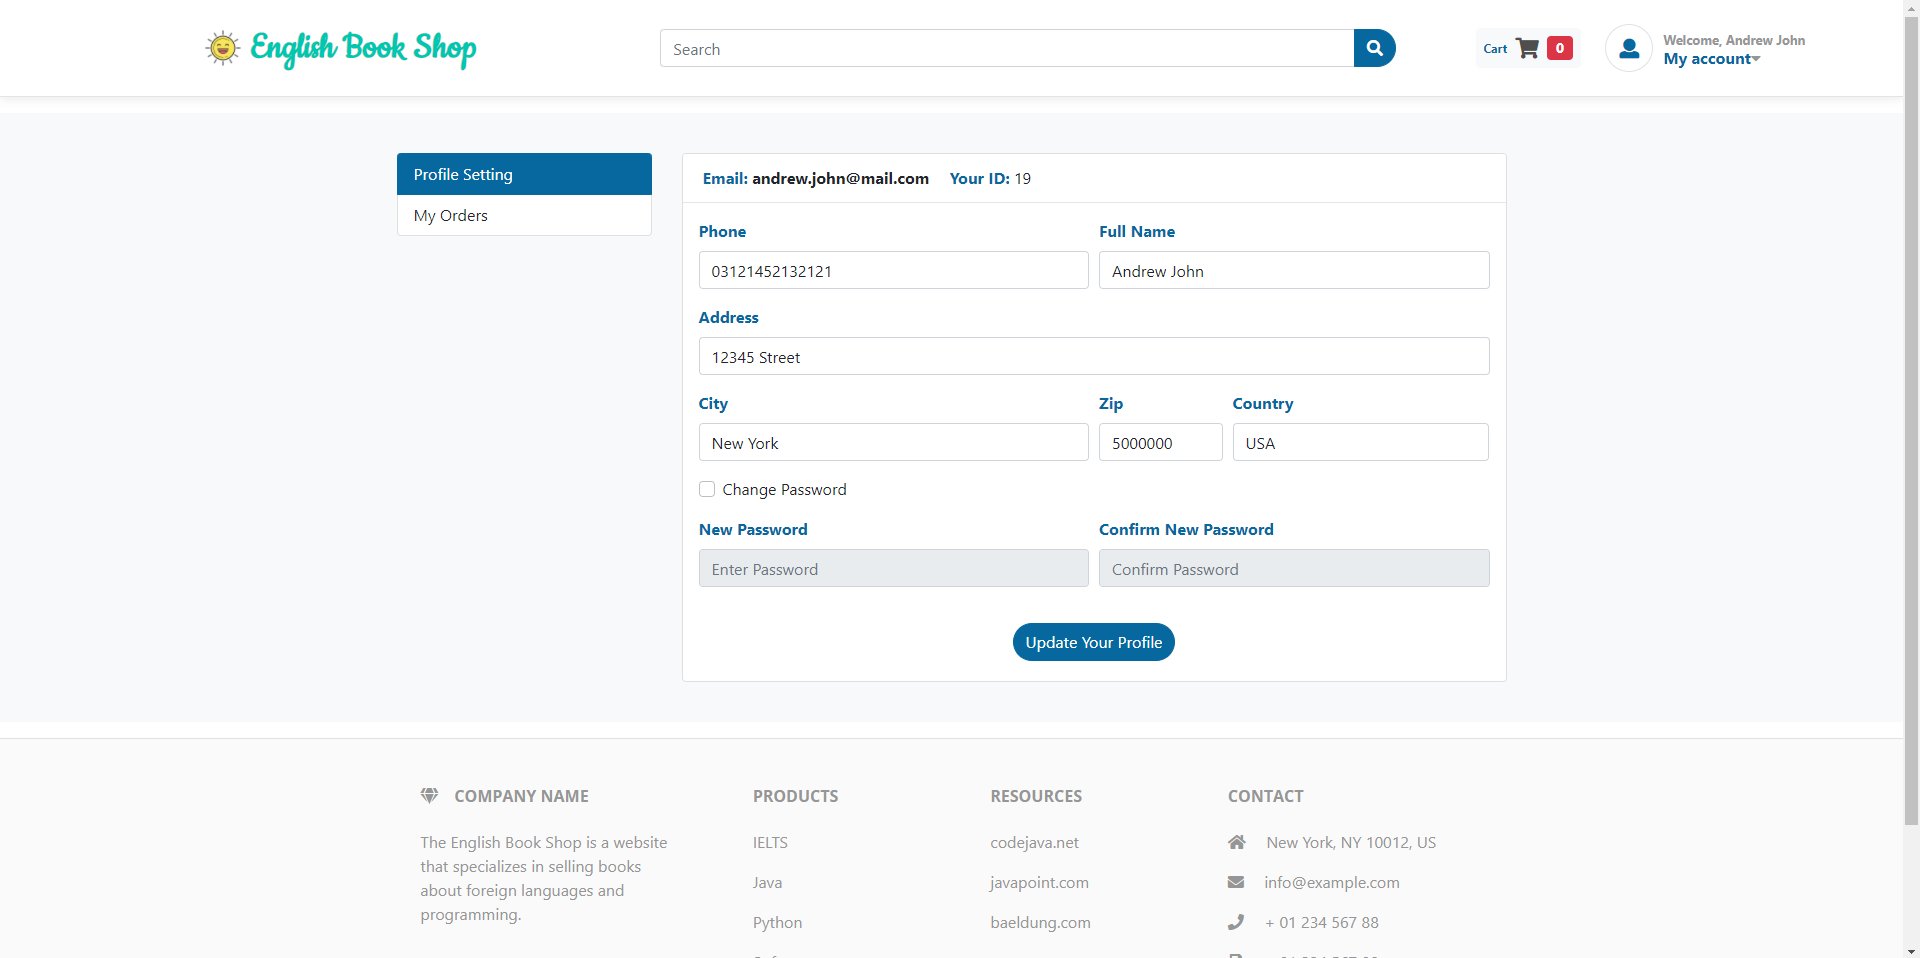 English Book Shop
Search
Cart 0
Welcome, Andrew John
My account
Profile Setting
My Orders
Email: andrew.john@mail.com Your ID: 19
Phone Full Name
03121452132121 Andrew John
Address
12345 Street
City Zip Country
New York 5000000 USA
Change Password
New Password Confirm New Password
Enter Password Confirm Password
Update Your Profile
COMPANY NAME
The English Book Shop is a website
that specializes in selling books
about foreign languages and
programming.
PRODUCTS
IELTS
Java
Python
RESOURCES
codejava.net
javapoint.com
baeldung.com
CONTACT
New York, NY 10012, US
info@example.com
+ 01 234 567 88